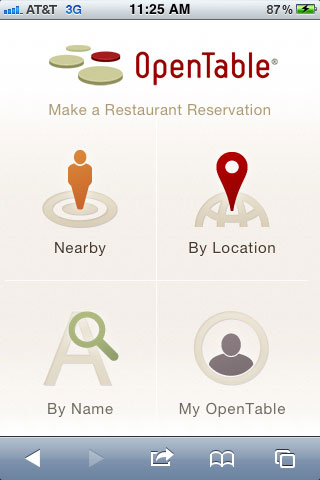 AT&T 3G 11:25 AM 87%
OpenTable®
Make a Restaurant Reservation
Nearby By Location
By Name My OpenTable